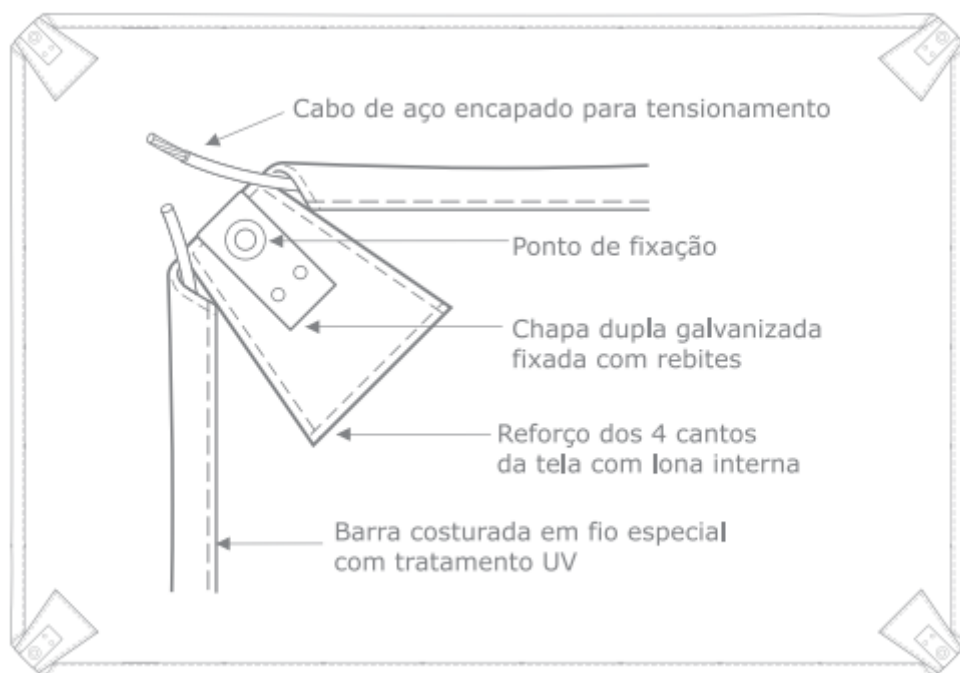 Cabo de aço encapado para tensionamento
Ponto de fixação
Chapa dupla galvanizada
fixada com rebites
Reforço dos 4 cantos
da tela com lona interna
Barra costurada em fio especial
com tratamento UV